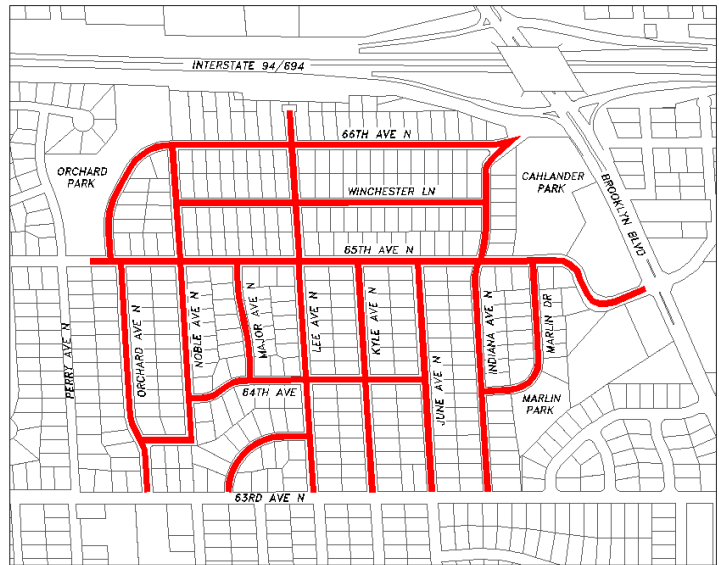 INTERSTATE 94/694
66TH AVE N
ORCHARD
PARK
CAHLANDER
PARK
WINCHESTER LN
BROOKLYN BLVD
65TH AVE N
PERRY AVE N
ORCHARD AVE N
NOBLE AVE N
MAJOR AVE N
LEE AVE N
KYLE AVE N
JUNE AVE N
INDIANA AVE N
MARLIN DR
64TH AVE
MARLIN
PARK
63RD AVE N